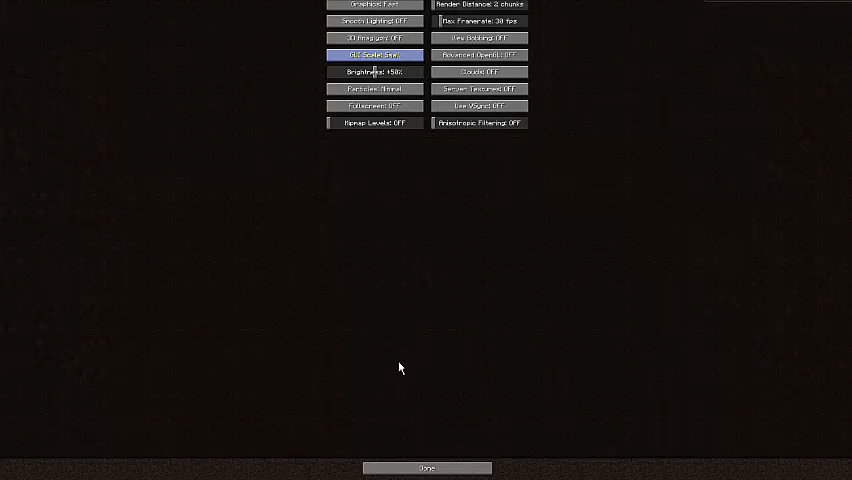 Graphics: Fast
Render Distance: 2 chunks
Smooth Lighting: OFF
Max Framerate: 30 fps
3D Anaglyph: OFF
View Bobbing: OFF
GUI Scale: Small
Advanced OpenGL: OFF
Brightness: +50%
Clouds: OFF
Particles: Minimal
Server Textures: OFF
Fullscreen: OFF
Use VSync: OFF
Mipmap Levels: OFF
Anisotropic Filtering: OFF
Done